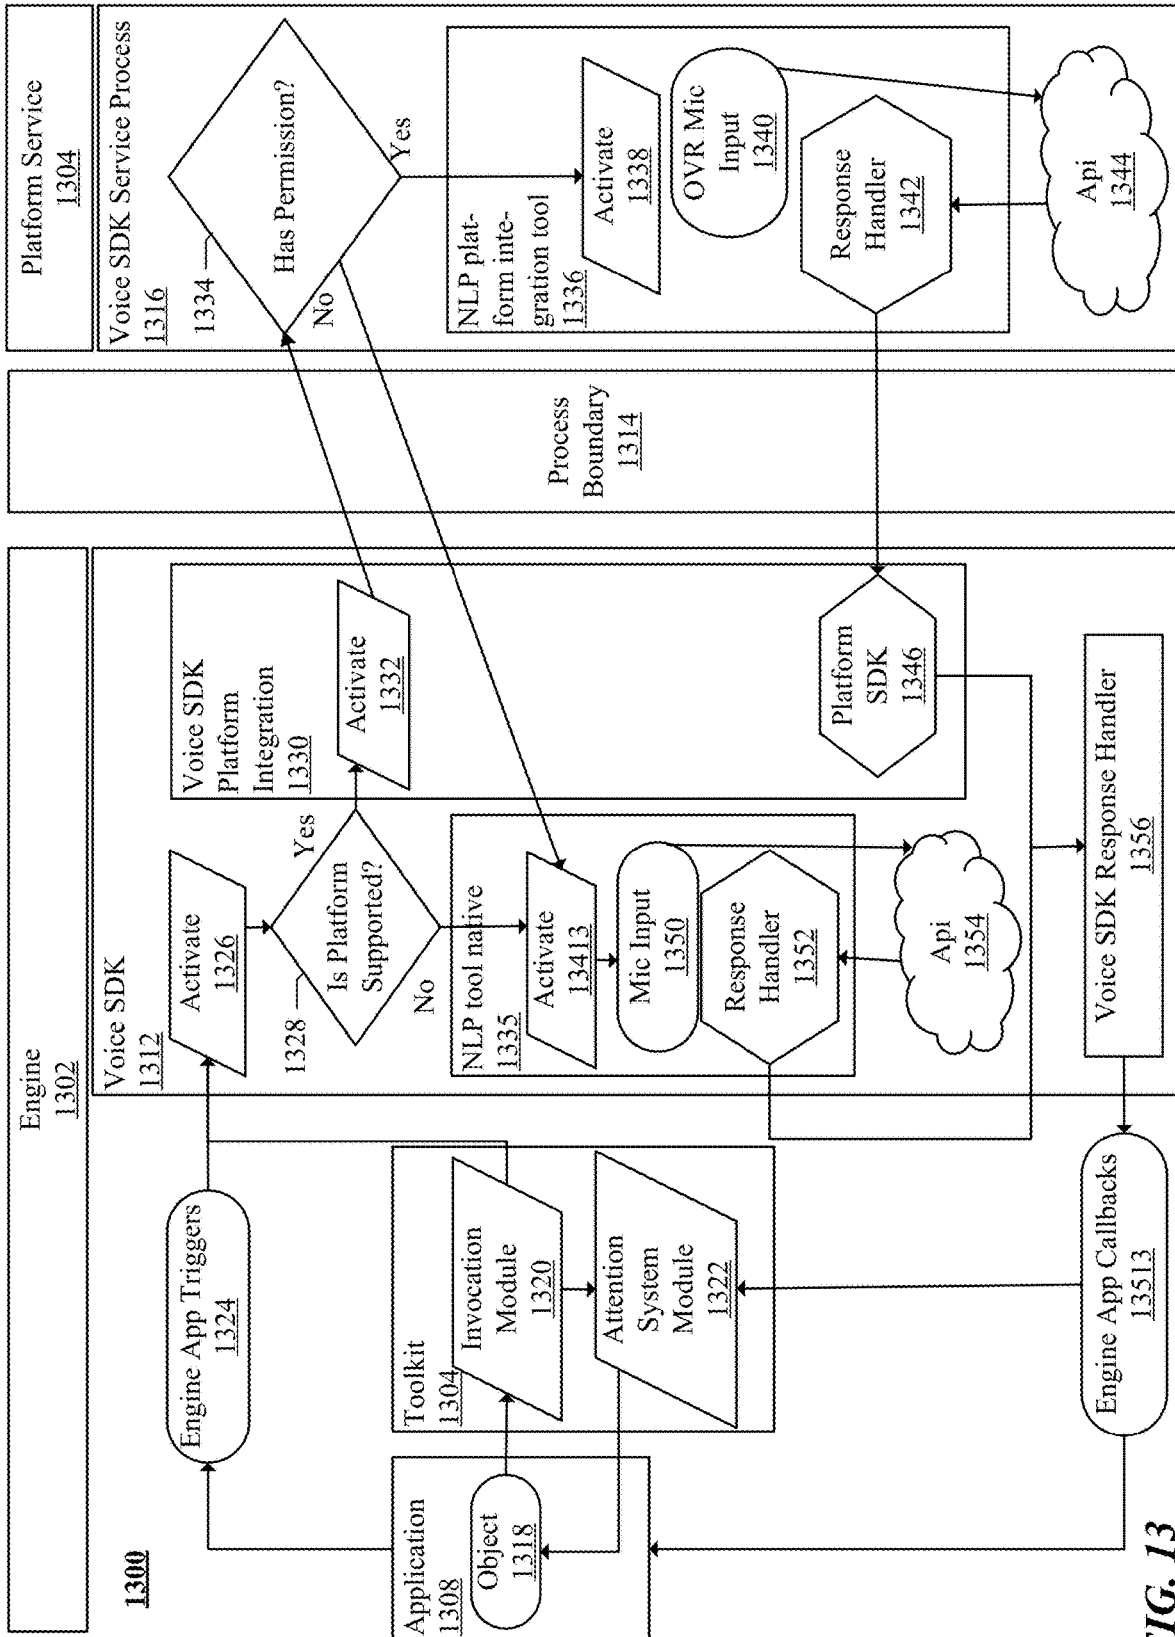 Engine
1302
Platform Service
1304
1300
Voice SDK
1312
Process
Boundary
1314
Voice SDK Service Process
1316
Engine App Triggers
1324
Activate
1326
1328
Is Platform
Supported?
Yes
No
Voice SDK
Platform
Integration
1330
Activate
1332
1334
Has Permission?
No
Yes
Application
1308
Object
1318
Toolkit
1304
Invocation
Module
1320
Attention
System
Module
1322
NLP tool native
1335
Activate
13413
Mic Input
1350
Response
Handler
1352
Api
1354
Platform
SDK
1346
NLP plat-
form inte-
gration tool
1336
Activate
1338
OVR Mic
Input
1340
Response
Handler
1342
Api
1344
Engine App Callbacks
13513
Voice SDK Response Handler
1356
FIG. 13